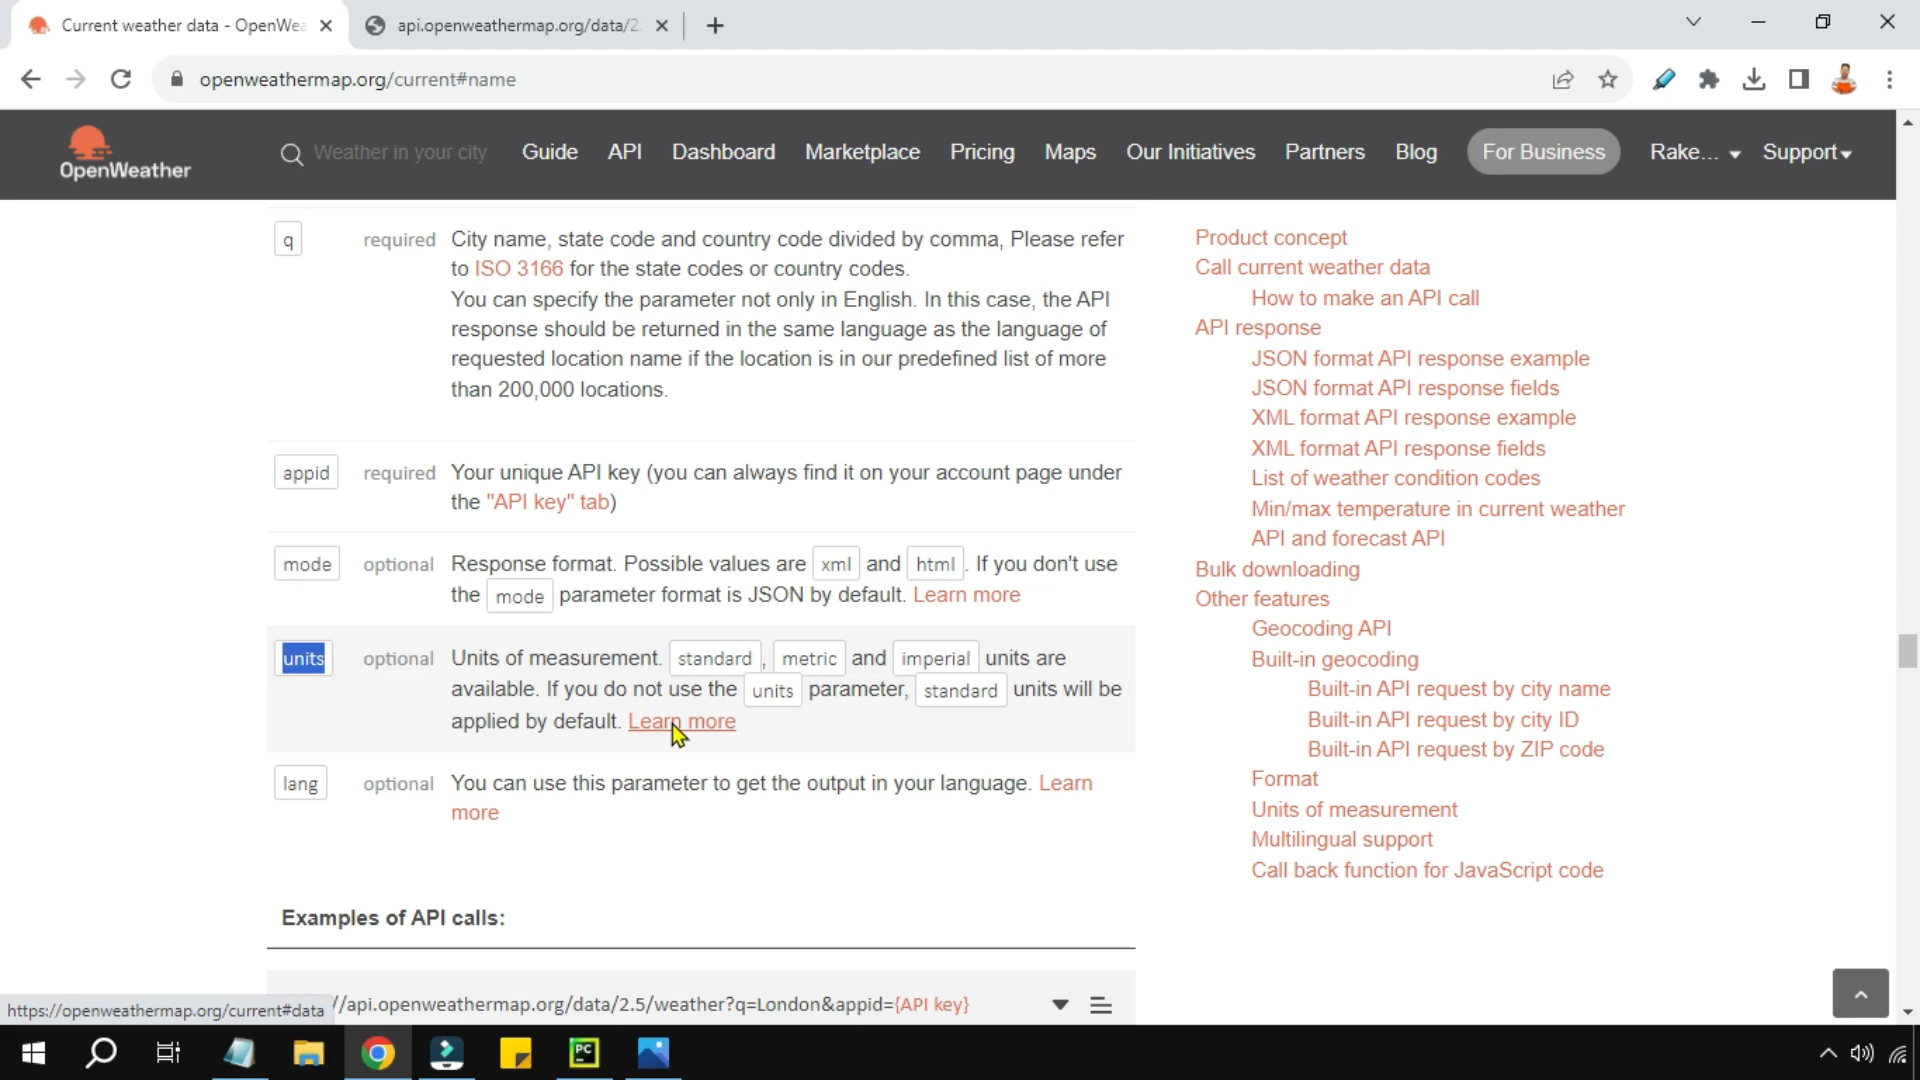 Current weather data - OpenWea
api.openweathermap.org/data/2.
openweathermap.org/current#name
OpenWeather
Weather in your city
Guide
API
Dashboard
Marketplace
Pricing
Maps
Our Initiatives
Partners
Blog
For Business
Rake...
Support
q required City name, state code and country code divided by comma, Please refer
to ISO 3166 for the state codes or country codes.
You can specify the parameter not only in English. In this case, the API
response should be returned in the same language as the language of
requested location name if the location is in our predefined list of more
than 200,000 locations.
appid required Your unique API key (you can always find it on your account page under
the "API key" tab)
mode optional Response format. Possible values are xml and html . If you don't use
the mode parameter format is JSON by default. Learn more
units optional Units of measurement. standard , metric and imperial units are
available. If you do not use the units parameter, standard units will be
applied by default. Learn more
lang optional You can use this parameter to get the output in your language. Learn
more
Examples of API calls:
//api.openweathermap.org/data/2.5/weather?q=London&appid={API key}
Product concept
Call current weather data
How to make an API call
API response
JSON format API response example
JSON format API response fields
XML format API response example
XML format API response fields
List of weather condition codes
Min/max temperature in current weather
API and forecast API
Bulk downloading
Other features
Geocoding API
Built-in geocoding
Built-in API request by city name
Built-in API request by city ID
Built-in API request by ZIP code
Format
Units of measurement
Multilingual support
Call back function for JavaScript code
https://openweathermap.org/current#data
PC